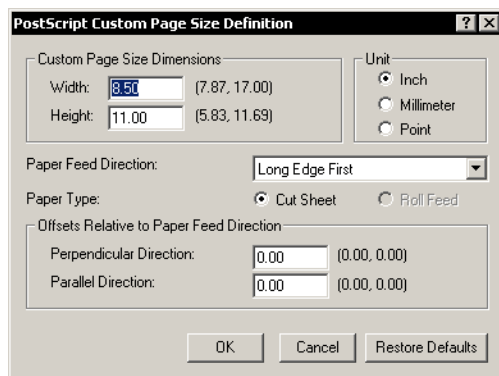 PostScript Custom Page Size Definition ? X
Custom Page Size Dimensions
Width: 8.50 (7.87, 17.00)
Height: 11.00 (5.83, 11.69)
Unit
Inch
Millimeter
Point
Paper Feed Direction: Long Edge First
Paper Type: Cut Sheet Roll Feed
Offsets Relative to Paper Feed Direction
Perpendicular Direction: 0.00 (0.00, 0.00)
Parallel Direction: 0.00 (0.00, 0.00)
OK Cancel Restore Defaults